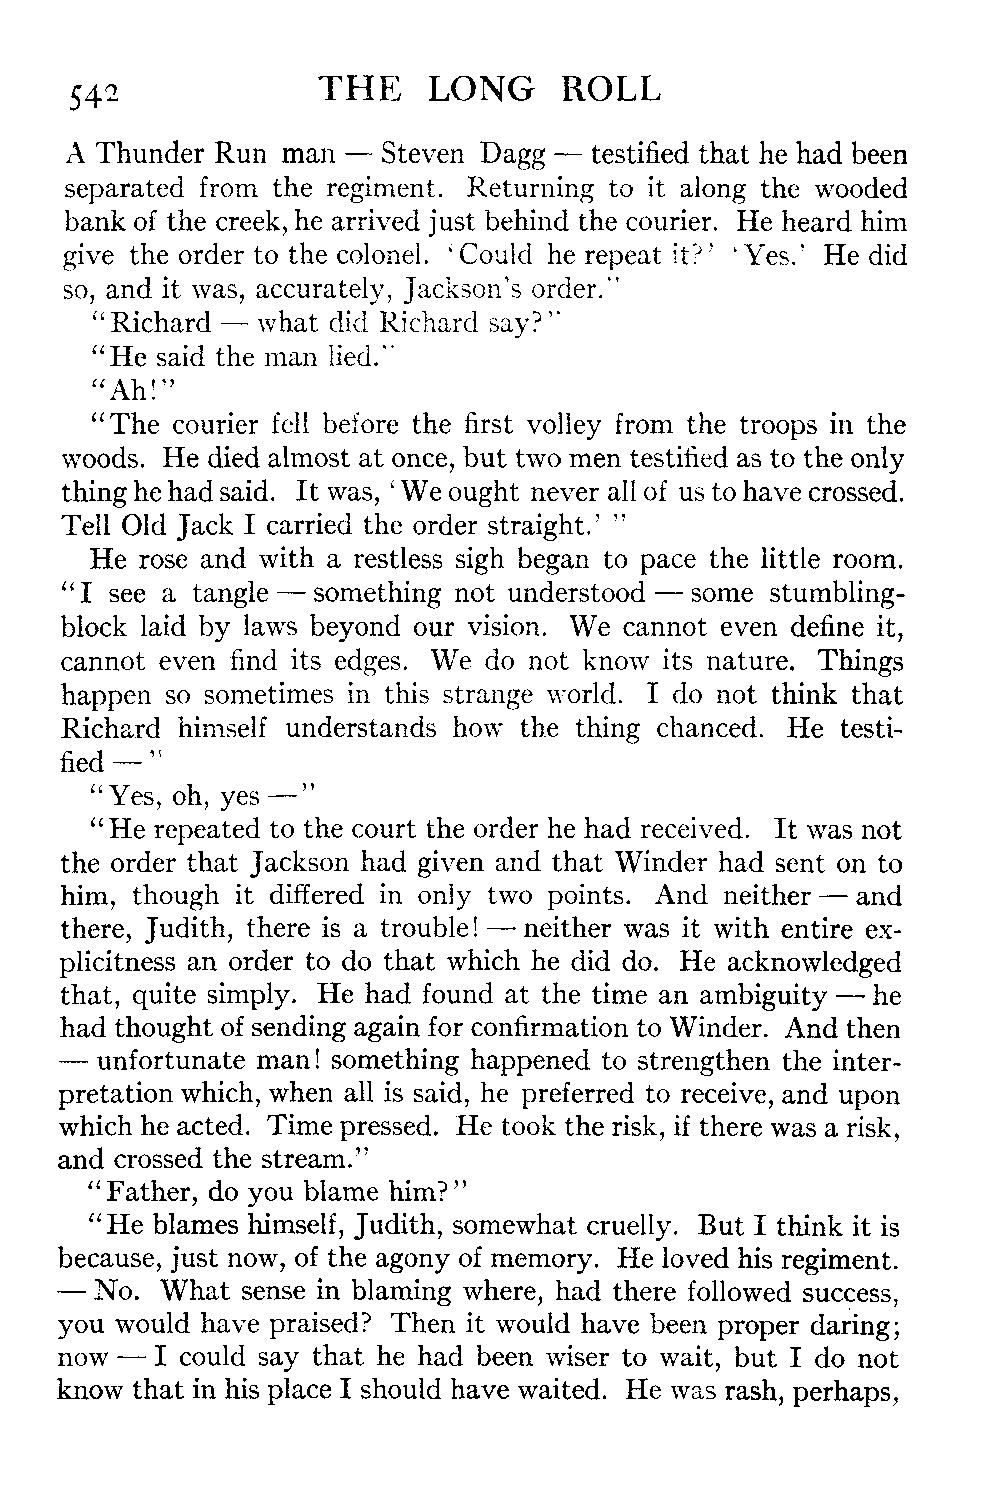 542 THE LONG ROLL
A Thunder Run man — Steven Dagg — testified that he had been
separated from the regiment. Returning to it along the wooded
bank of the creek, he arrived just behind the courier. He heard him
give the order to the colonel. ‘Could he repeat it?’ ‘Yes.’ He did
so, and it was, accurately, Jackson's order.”
“Richard — what did Richard say?”
“He said the man lied.”
“Ah!”
“The courier fell before the first volley from the troops in the
woods. He died almost at once, but two men testified as to the only
thing he had said. It was, ‘We ought never all of us to have crossed.
Tell Old Jack I carried the order straight.’ ”
He rose and with a restless sigh began to pace the little room.
“I see a tangle — something not understood — some stumbling-
block laid by laws beyond our vision. We cannot even define it,
cannot even find its edges. We do not know its nature. Things
happen so sometimes in this strange world. I do not think that
Richard himself understands how the thing chanced. He testi-
fied — ”
“Yes, oh, yes — ”
“He repeated to the court the order he had received. It was not
the order that Jackson had given and that Winder had sent on to
him, though it differed in only two points. And neither — and
there, Judith, there is a trouble! — neither was it with entire ex-
plicitness an order to do that which he did do. He acknowledged
that, quite simply. He had found at the time an ambiguity — he
had thought of sending again for confirmation to Winder. And then
— unfortunate man! something happened to strengthen the inter-
pretation which, when all is said, he preferred to receive, and upon
which he acted. Time pressed. He took the risk, if there was a risk,
and crossed the stream.”
“Father, do you blame him?”
“He blames himself, Judith, somewhat cruelly. But I think it is
because, just now, of the agony of memory. He loved his regiment.
— No. What sense in blaming where, had there followed success,
you would have praised? Then it would have been proper daring;
now — I could say that he had been wiser to wait, but I do not
know that in his place I should have waited. He was rash, perhaps,